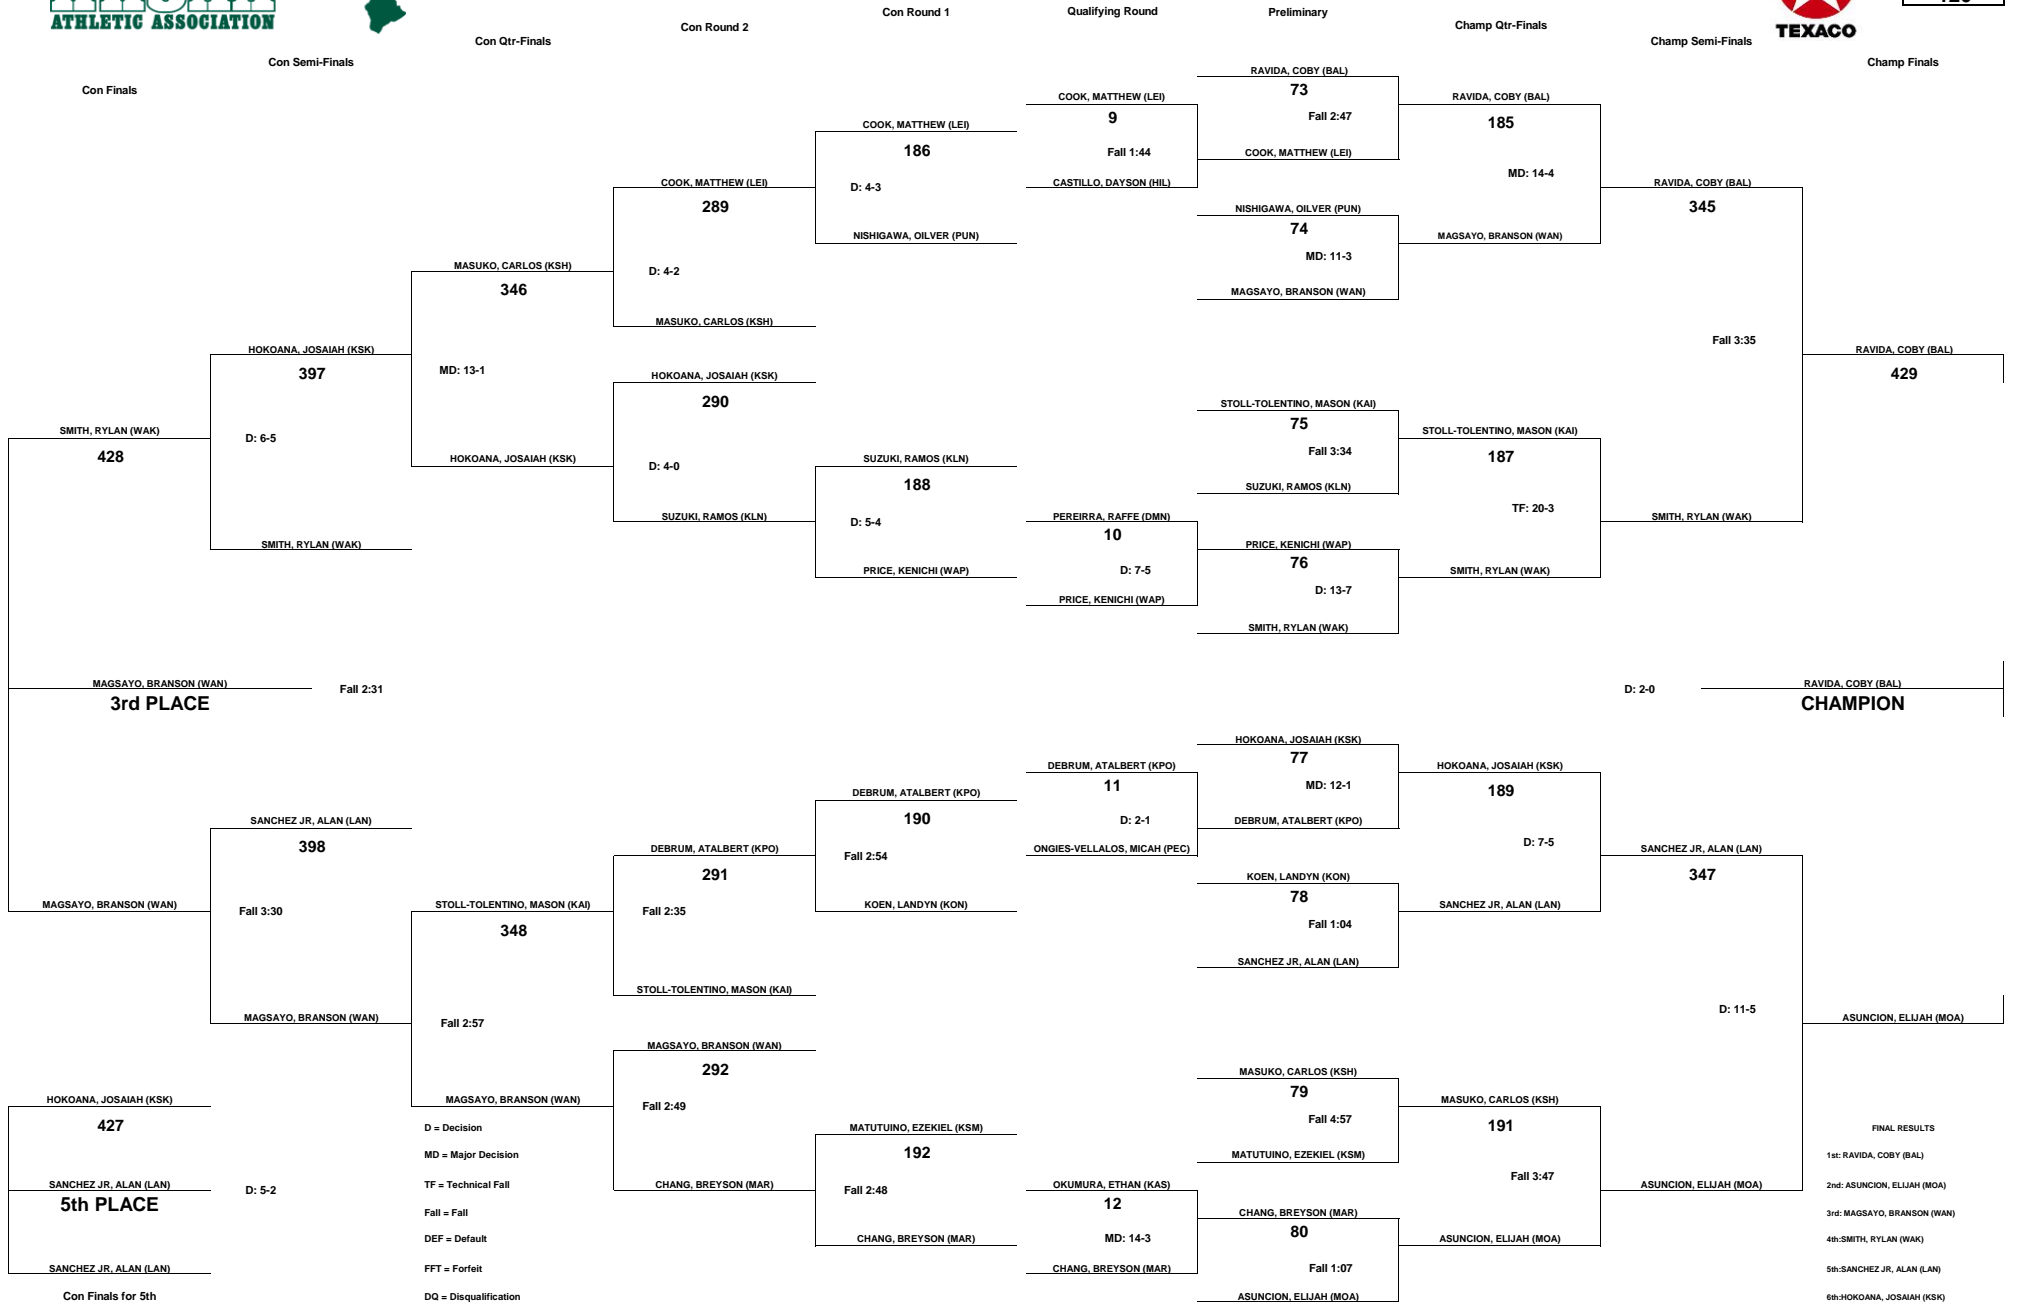 ATHLETIC ASSOCIATION
TEXACO
Con Finals
Con Semi-Finals
Con Qtr-Finals
Con Round 2
Con Round 1
Qualifying Round
Preliminary
Champ Qtr-Finals
Champ Semi-Finals
Champ Finals
RAVIDA, COBY (BAL)
73
Fall 2:47
COOK, MATTHEW (LEI)
NISHIGAWA, OILVER (PUN)
74
MD: 11-3
MAGSAYO, BRANSON (WAN)
STOLL-TOLENTINO, MASON (KAI)
75
Fall 3:34
SUZUKI, RAMOS (KLN)
PRICE, KENICHI (WAP)
76
D: 13-7
SMITH, RYLAN (WAK)
HOKOANA, JOSAIAH (KSK)
77
MD: 12-1
DEBRUM, ATALBERT (KPO)
KOEN, LANDYN (KON)
78
Fall 1:04
SANCHEZ JR, ALAN (LAN)
MASUKO, CARLOS (KSH)
79
Fall 4:57
MATUTUINO, EZEKIEL (KSM)
CHANG, BREYSON (MAR)
80
Fall 1:07
ASUNCION, ELIJAH (MOA)
COOK, MATTHEW (LEI)
9
Fall 1:44
CASTILLO, DAYSON (HIL)
PEREIRRA, RAFFE (DMN)
10
D: 7-5
PRICE, KENICHI (WAP)
DEBRUM, ATALBERT (KPO)
11
D: 2-1
ONGIES-VELLALOS, MICAH (PEC)
OKUMURA, ETHAN (KAS)
12
MD: 14-3
CHANG, BREYSON (MAR)
RAVIDA, COBY (BAL)
185
MD: 14-4
MAGSAYO, BRANSON (WAN)
STOLL-TOLENTINO, MASON (KAI)
187
TF: 20-3
SMITH, RYLAN (WAK)
HOKOANA, JOSAIAH (KSK)
189
D: 7-5
SANCHEZ JR, ALAN (LAN)
MASUKO, CARLOS (KSH)
191
Fall 3:47
ASUNCION, ELIJAH (MOA)
RAVIDA, COBY (BAL)
345
Fall 3:35
SMITH, RYLAN (WAK)
SANCHEZ JR, ALAN (LAN)
347
D: 11-5
ASUNCION, ELIJAH (MOA)
RAVIDA, COBY (BAL)
429
D: 2-0
RAVIDA, COBY (BAL)
CHAMPION
ASUNCION, ELIJAH (MOA)
COOK, MATTHEW (LEI)
186
D: 4-3
NISHIGAWA, OILVER (PUN)
SUZUKI, RAMOS (KLN)
188
D: 5-4
PRICE, KENICHI (WAP)
DEBRUM, ATALBERT (KPO)
190
Fall 2:54
KOEN, LANDYN (KON)
MATUTUINO, EZEKIEL (KSM)
192
Fall 2:48
CHANG, BREYSON (MAR)
COOK, MATTHEW (LEI)
289
D: 4-2
MASUKO, CARLOS (KSH)
HOKOANA, JOSAIAH (KSK)
290
D: 4-0
SUZUKI, RAMOS (KLN)
DEBRUM, ATALBERT (KPO)
291
Fall 2:35
STOLL-TOLENTINO, MASON (KAI)
MAGSAYO, BRANSON (WAN)
292
Fall 2:49
CHANG, BREYSON (MAR)
MASUKO, CARLOS (KSH)
346
MD: 13-1
HOKOANA, JOSAIAH (KSK)
STOLL-TOLENTINO, MASON (KAI)
348
Fall 2:57
MAGSAYO, BRANSON (WAN)
HOKOANA, JOSAIAH (KSK)
397
D: 6-5
SMITH, RYLAN (WAK)
SANCHEZ JR, ALAN (LAN)
398
Fall 3:30
MAGSAYO, BRANSON (WAN)
SMITH, RYLAN (WAK)
428
MAGSAYO, BRANSON (WAN)
Fall 2:31
3rd PLACE
MAGSAYO, BRANSON (WAN)
HOKOANA, JOSAIAH (KSK)
427
SANCHEZ JR, ALAN (LAN)
D: 5-2
5th PLACE
SANCHEZ JR, ALAN (LAN)
Con Finals for 5th
D = Decision
MD = Major Decision
TF = Technical Fall
Fall = Fall
DEF = Default
FFT = Forfeit
DQ = Disqualification
FINAL RESULTS
1st: RAVIDA, COBY (BAL)
2nd: ASUNCION, ELIJAH (MOA)
3rd: MAGSAYO, BRANSON (WAN)
4th:SMITH, RYLAN (WAK)
5th:SANCHEZ JR, ALAN (LAN)
6th:HOKOANA, JOSAIAH (KSK)